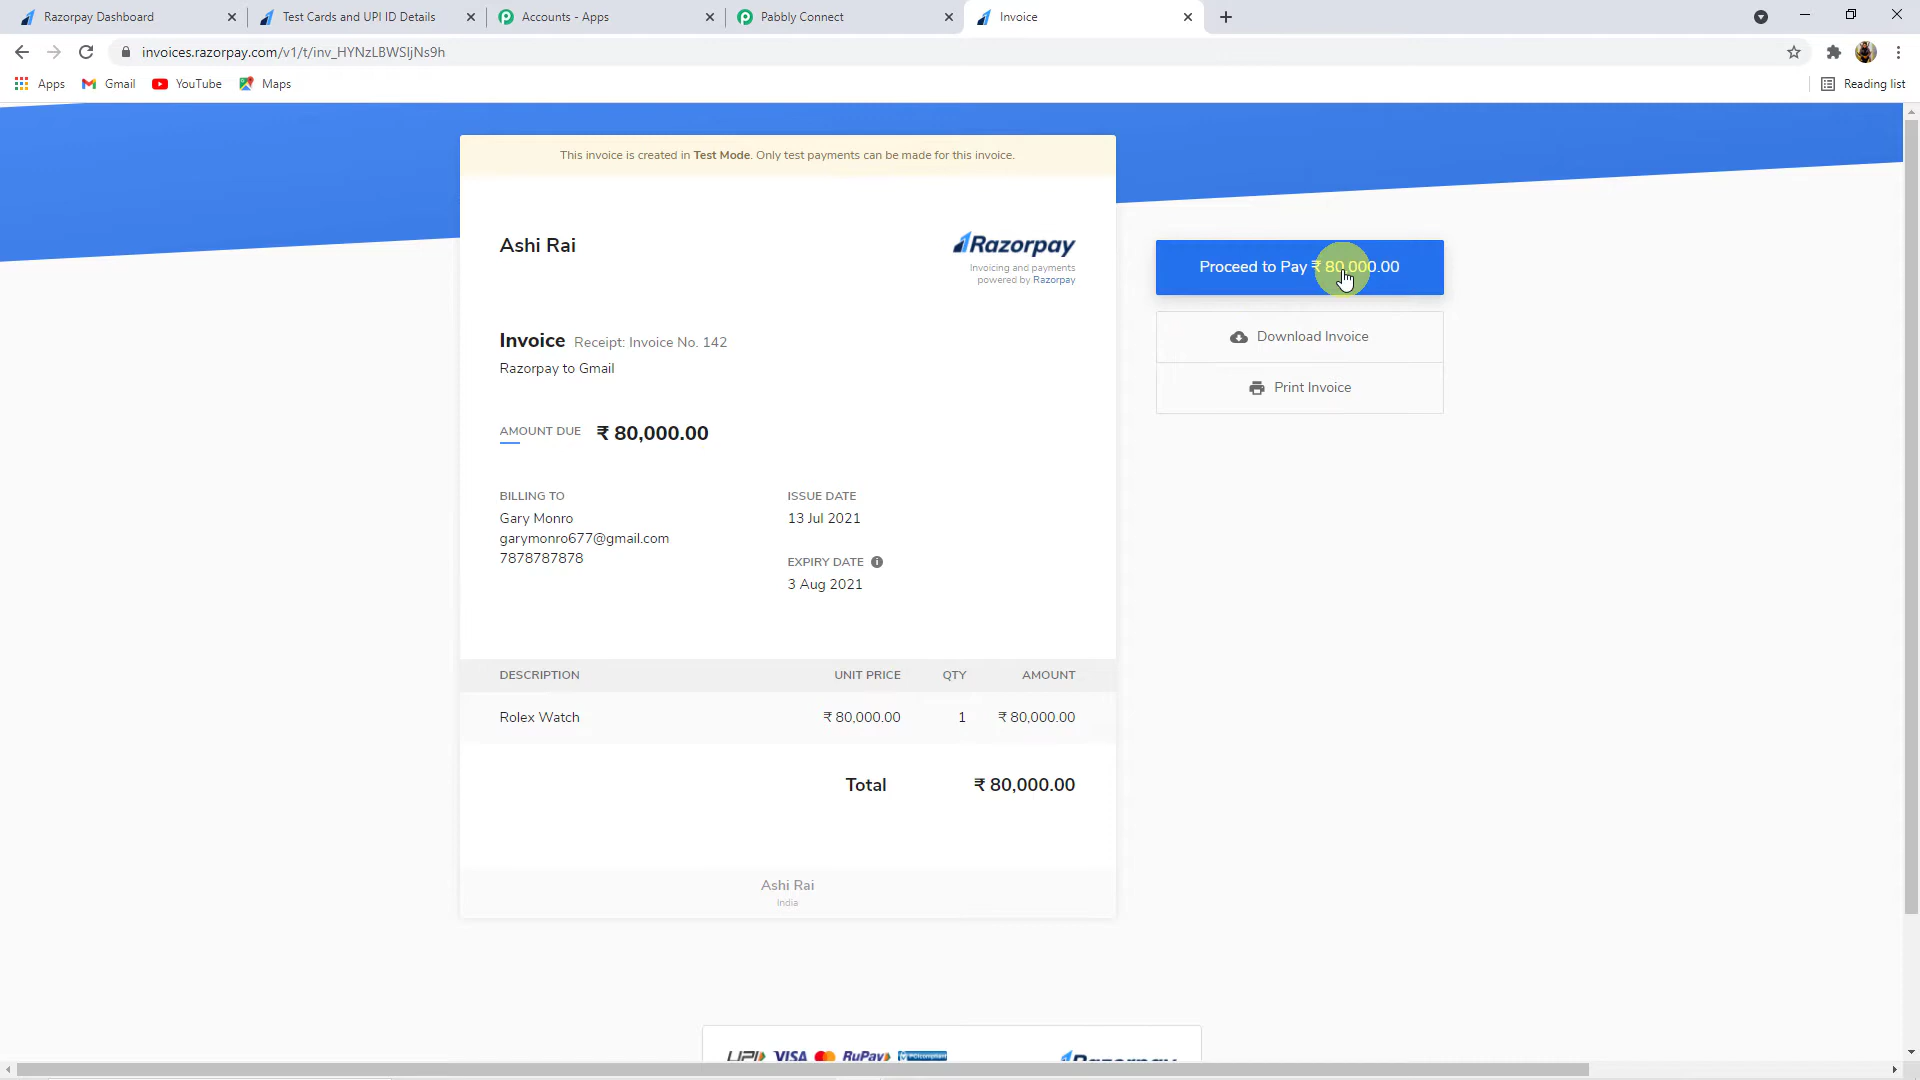 Razorpay Dashboard
Test Cards and UPI ID Details
Accounts - Apps
Pabbly Connect
Invoice
invoices.razorpay.com/v1/t/inv_HYNzLBWSIjNs9h
Apps
Gmail
YouTube
Maps
Reading list
This invoice is created in Test Mode. Only test payments can be made for this invoice.
Ashi Rai
Razorpay
Invoicing and payments
powered by Razorpay
Proceed to Pay ₹ 80,000.00
Download Invoice
Print Invoice
Invoice Receipt: Invoice No. 142
Razorpay to Gmail
AMOUNT DUE ₹ 80,000.00
BILLING TO
Gary Monro
garymonro677@gmail.com
7878787878
ISSUE DATE
13 Jul 2021
EXPIRY DATE
3 Aug 2021
DESCRIPTION UNIT PRICE QTY AMOUNT
Rolex Watch ₹ 80,000.00 1 ₹ 80,000.00
Total ₹ 80,000.00
Ashi Rai
India
UPI VISA RuPay PCI compliant Razorpay